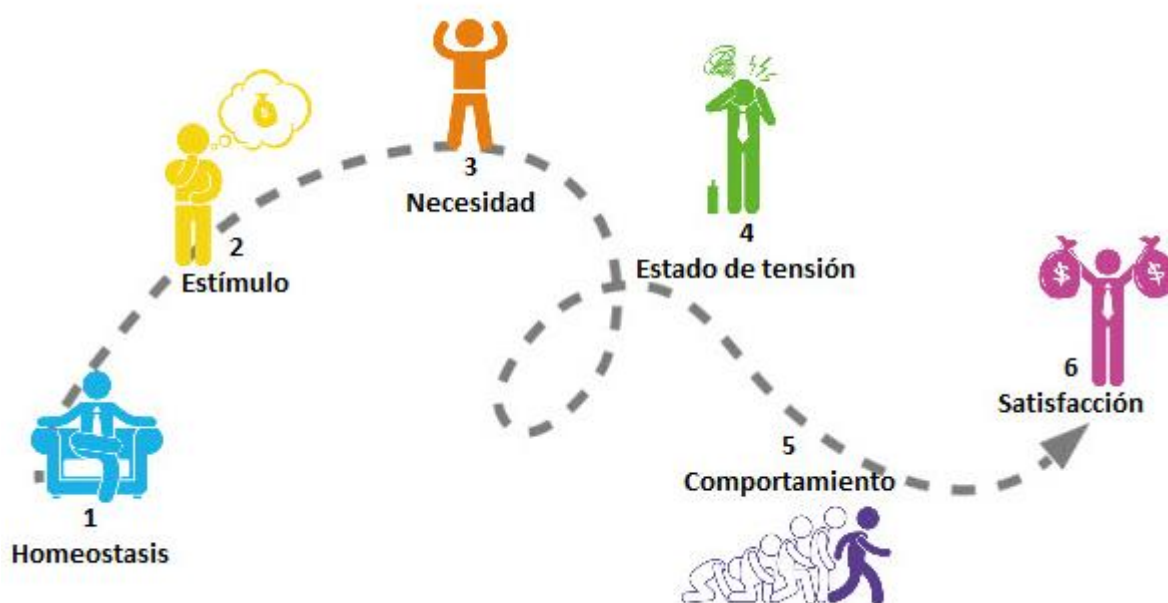 1
Homeostasis
2
Estímulo
3
Necesidad
4
Estado de tensión
5
Comportamiento
6
Satisfacción
$
$